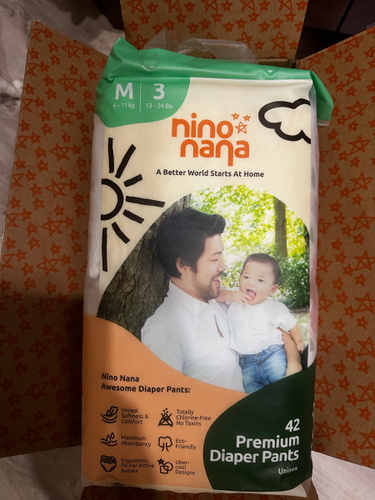 M 3
6-11 kg 13-24 lbs
nino
nana
A Better World Starts At Home
Nino Nana
Awesome Diaper Pants:
Unreal
Softness &
Comfort
Totally
Chlorine-Free
No Toxins
Maximum
Absorbency
Eco-
Friendly
Ergonomic
Fit For Active
Babies
Uber-
cool
Designs
42
Premium
Diaper Pants
Unisex